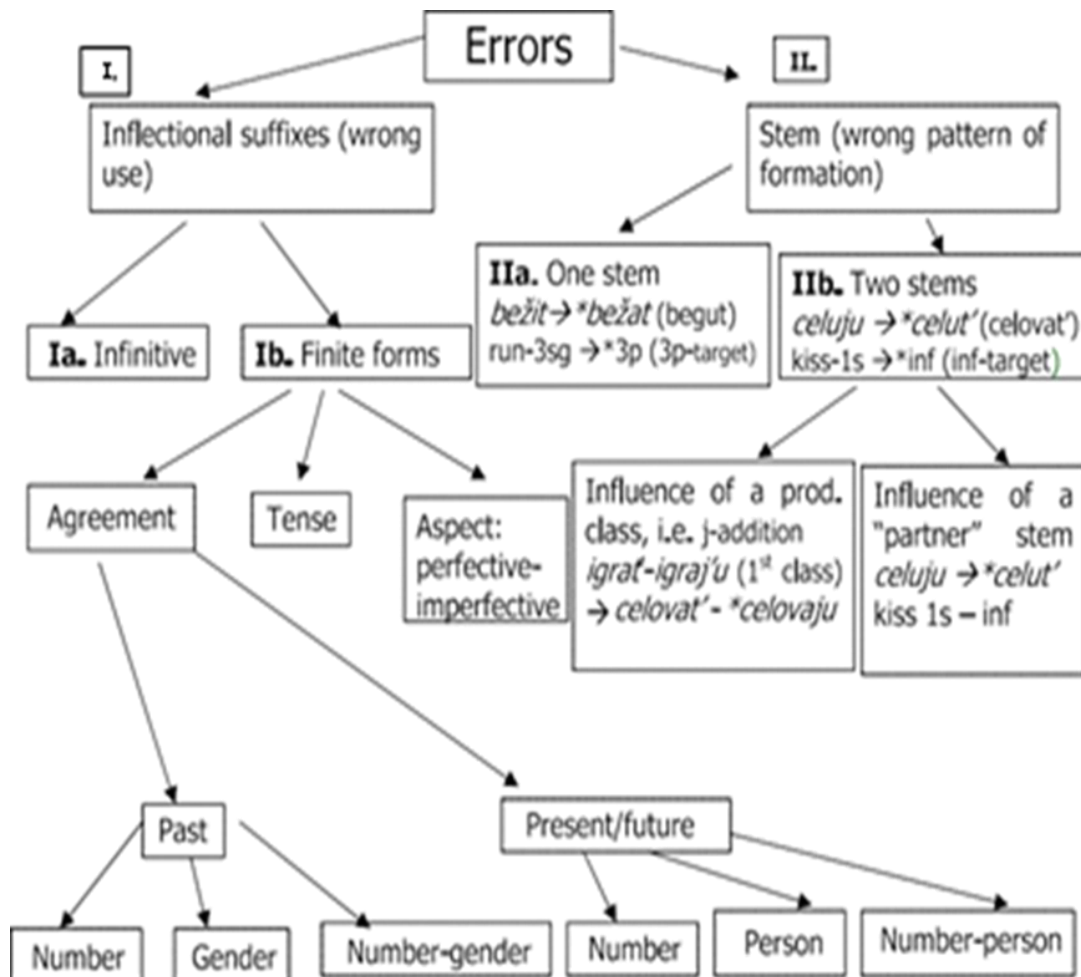 Errors
I.
II.
Inflectional suffixes (wrong
use)
Stem (wrong pattern of
formation)
Ia. Infinitive
Ib. Finite forms
IIa. One stem
bežit→*bežat (begut)
run-3sg →*3p (3p-target)
IIb. Two stems
celuju →*celut' (celovat')
kiss-1s →*inf (inf-target)
Agreement
Tense
Aspect:
perfective-
imperfective
Influence of a prod.
class, i.e. j-addition
igrat'-igraj'u (1st class)
→ celovat' - *celovaju
Influence of a
"partner" stem
celuju →*celut'
kiss 1s – inf
Past
Present/future
Number
Gender
Number-gender
Number
Person
Number-person